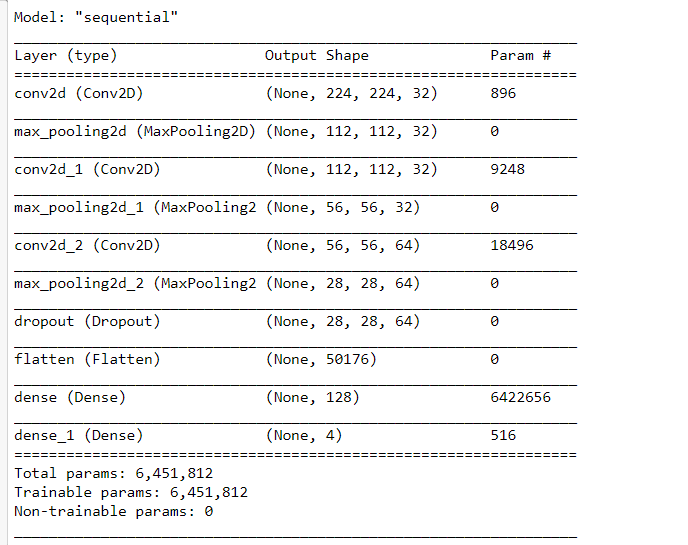 Model: "sequential"
_________________________________________________________________
Layer (type)                 Output Shape              Param #
=================================================================
conv2d (Conv2D)              (None, 224, 224, 32)      896
_________________________________________________________________
max_pooling2d (MaxPooling2D) (None, 112, 112, 32)      0
_________________________________________________________________
conv2d_1 (Conv2D)            (None, 112, 112, 32)      9248
_________________________________________________________________
max_pooling2d_1 (MaxPooling2 (None, 56, 56, 32)        0
_________________________________________________________________
conv2d_2 (Conv2D)            (None, 56, 56, 64)        18496
_________________________________________________________________
max_pooling2d_2 (MaxPooling2 (None, 28, 28, 64)        0
_________________________________________________________________
dropout (Dropout)            (None, 28, 28, 64)        0
_________________________________________________________________
flatten (Flatten)            (None, 50176)             0
_________________________________________________________________
dense (Dense)                (None, 128)               6422656
_________________________________________________________________
dense_1 (Dense)              (None, 4)                 516
=================================================================
Total params: 6,451,812
Trainable params: 6,451,812
Non-trainable params: 0
_________________________________________________________________